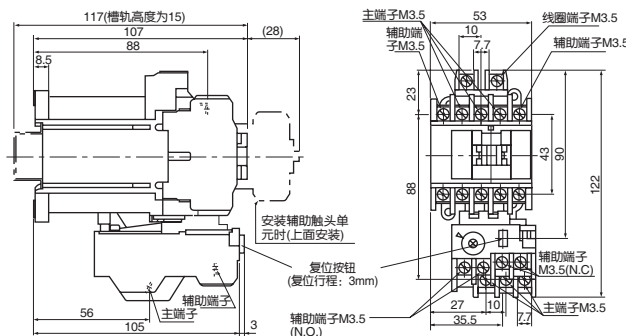 117(槽轨高度为15)
107
(28)
88
8.5
安装辅助触头单
元时(上面安装)
复位按钮
(复位行程：3mm)
辅助端子
主端子
56
105
3
主端子M3.5
53
线圈端子M3.5
10
辅助端
子M3.5
7.7
辅助端子M3.5
23
88
43
90
122
辅助端子
M3.5(N.C)
辅助端子M3.5
(N.O.)
27
10
主端子M3.5
35.5
7.7